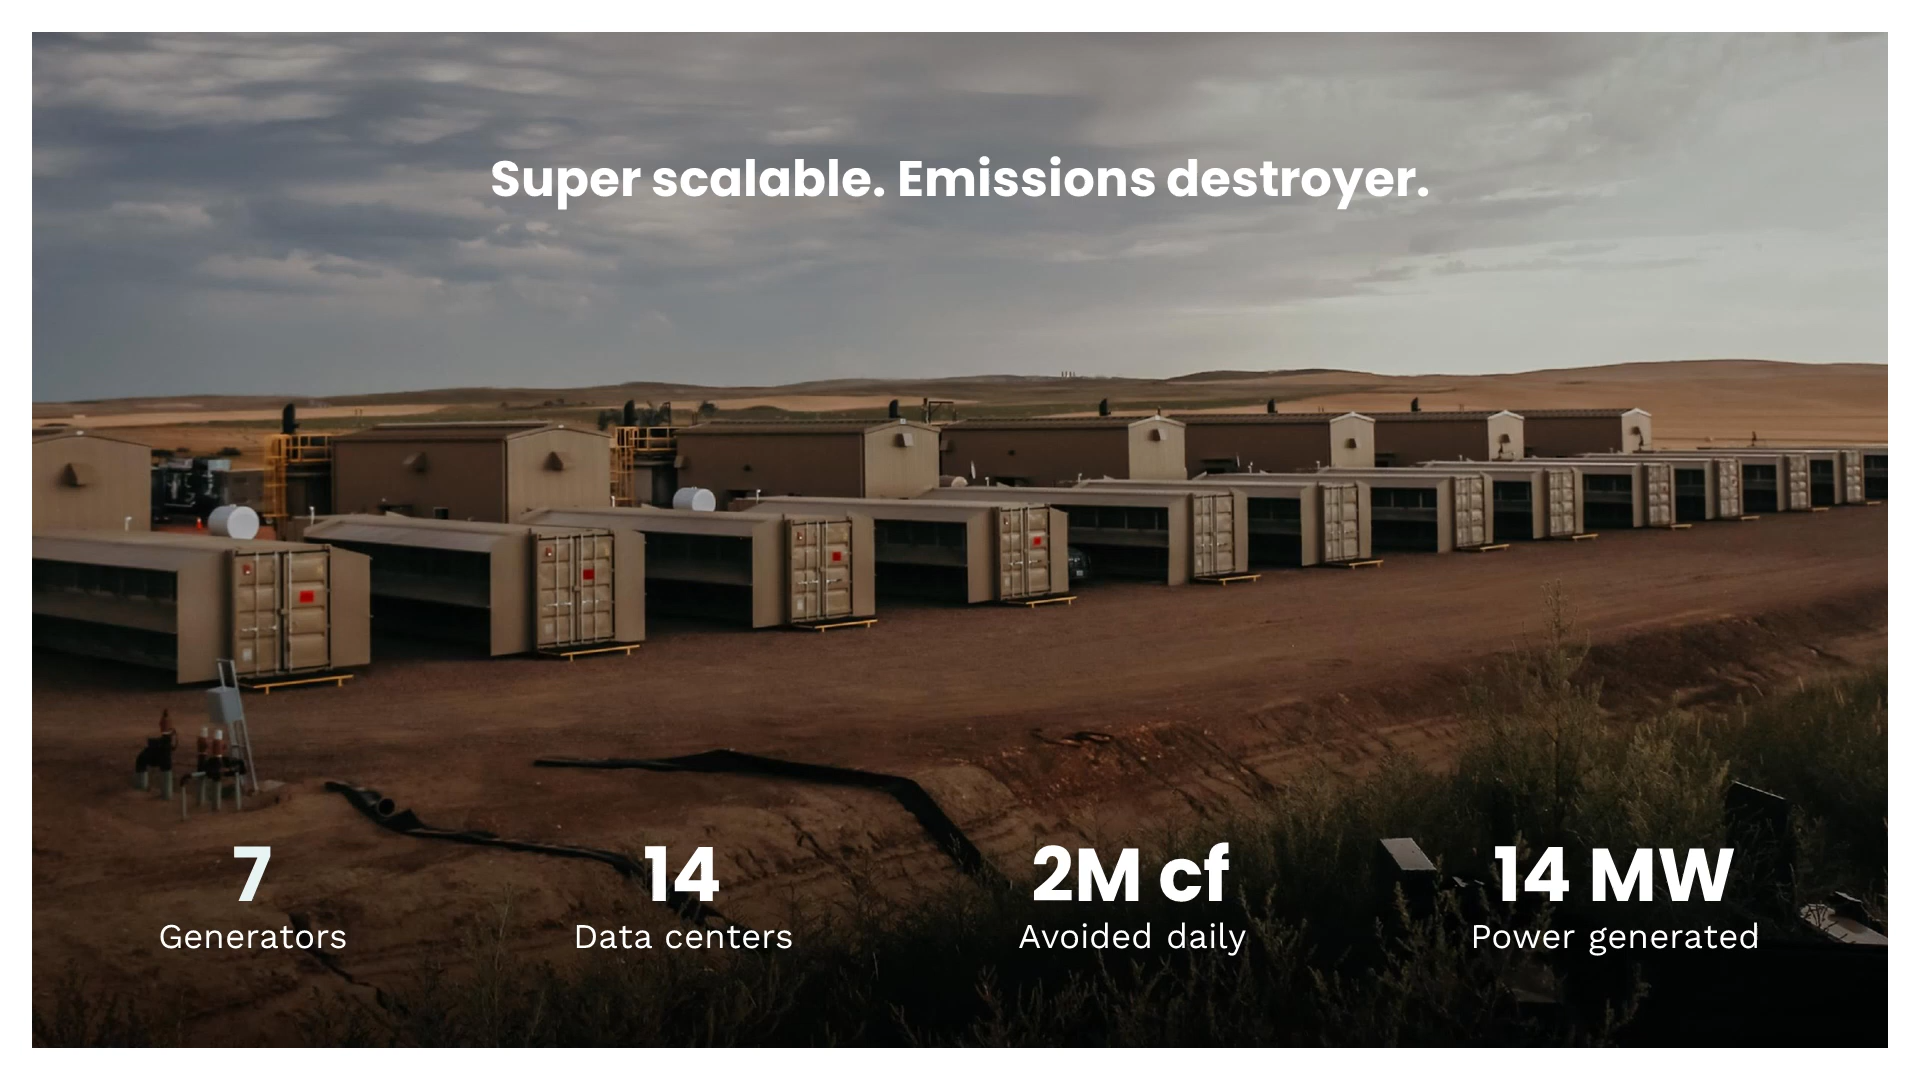 Super scalable. Emissions destroyer.
7
Generators
14
Data centers
2M cf
Avoided daily
14 MW
Power generated